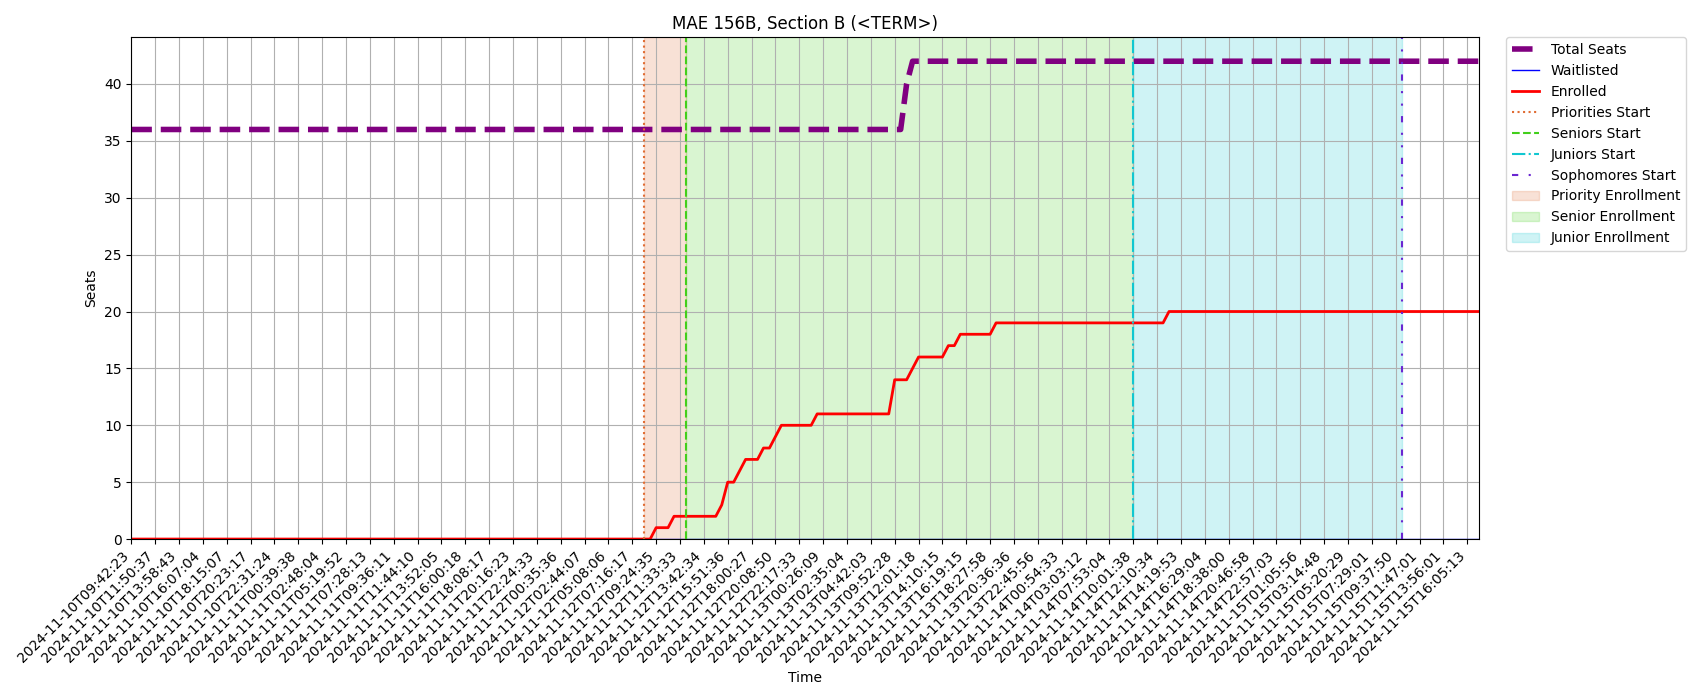 MAE 156B, Section B (<TERM>)
Total Seats
Waitlisted
Enrolled
Priorities Start
Seniors Start
Juniors Start
Sophomores Start
Priority Enrollment
Senior Enrollment
Junior Enrollment
Seats
40
35
30
25
20
15
10
5
0
2024-11-10T09:42:23
2024-11-10T11:50:37
2024-11-10T13:58:43
2024-11-10T16:07:04
2024-11-10T18:15:07
2024-11-10T20:23:17
2024-11-10T22:31:24
2024-11-11T00:39:38
2024-11-11T02:48:04
2024-11-11T05:19:52
2024-11-11T07:28:13
2024-11-11T09:36:11
2024-11-11T11:44:10
2024-11-11T13:52:05
2024-11-11T16:00:18
2024-11-11T18:08:17
2024-11-11T20:16:23
2024-11-11T22:24:33
2024-11-12T00:35:36
2024-11-12T02:44:07
2024-11-12T05:08:06
2024-11-12T07:16:17
2024-11-12T09:24:35
2024-11-12T11:33:33
2024-11-12T13:42:34
2024-11-12T15:51:36
2024-11-12T18:00:27
2024-11-12T20:08:50
2024-11-12T22:17:33
2024-11-13T00:26:09
2024-11-13T02:35:04
2024-11-13T04:42:03
2024-11-13T09:52:28
2024-11-13T12:01:18
2024-11-13T14:10:15
2024-11-13T16:19:15
2024-11-13T18:27:58
2024-11-13T20:36:36
2024-11-13T22:45:56
2024-11-14T00:54:33
2024-11-14T03:03:12
2024-11-14T07:53:04
2024-11-14T10:01:38
2024-11-14T12:10:34
2024-11-14T14:19:53
2024-11-14T16:29:04
2024-11-14T18:38:00
2024-11-14T20:46:58
2024-11-14T22:57:03
2024-11-15T01:05:56
2024-11-15T03:14:48
2024-11-15T05:20:29
2024-11-15T07:29:01
2024-11-15T09:37:50
2024-11-15T11:47:01
2024-11-15T13:56:01
2024-11-15T16:05:13
Time